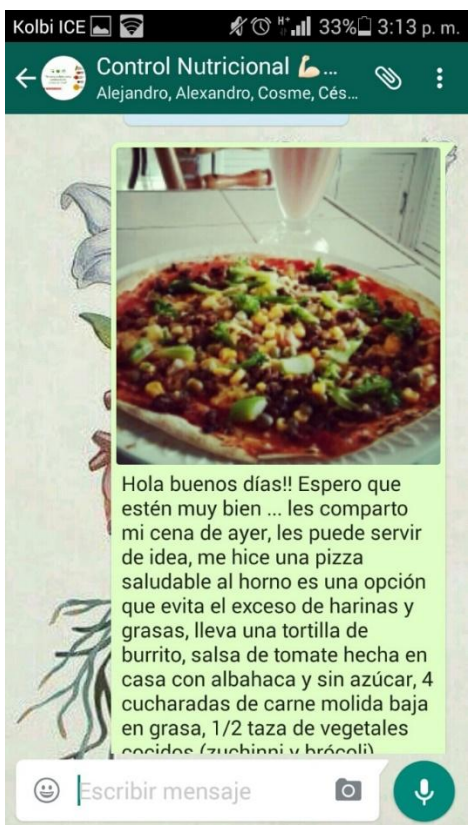 Kolbi ICE 33% 3:13 p. m.
Control Nutricional 💪...
Alejandro, Alexandro, Cosme, Cés...
Hola buenos días!! Espero que
estén muy bien ... les comparto
mi cena de ayer, les puede servir
de idea, me hice una pizza
saludable al horno es una opción
que evita el exceso de harinas y
grasas, lleva una tortilla de
burrito, salsa de tomate hecha en
casa con albahaca y sin azúcar, 4
cucharadas de carne molida baja
en grasa, 1/2 taza de vegetales
cocidos (zuchinni y brócoli)
Escribir mensaje